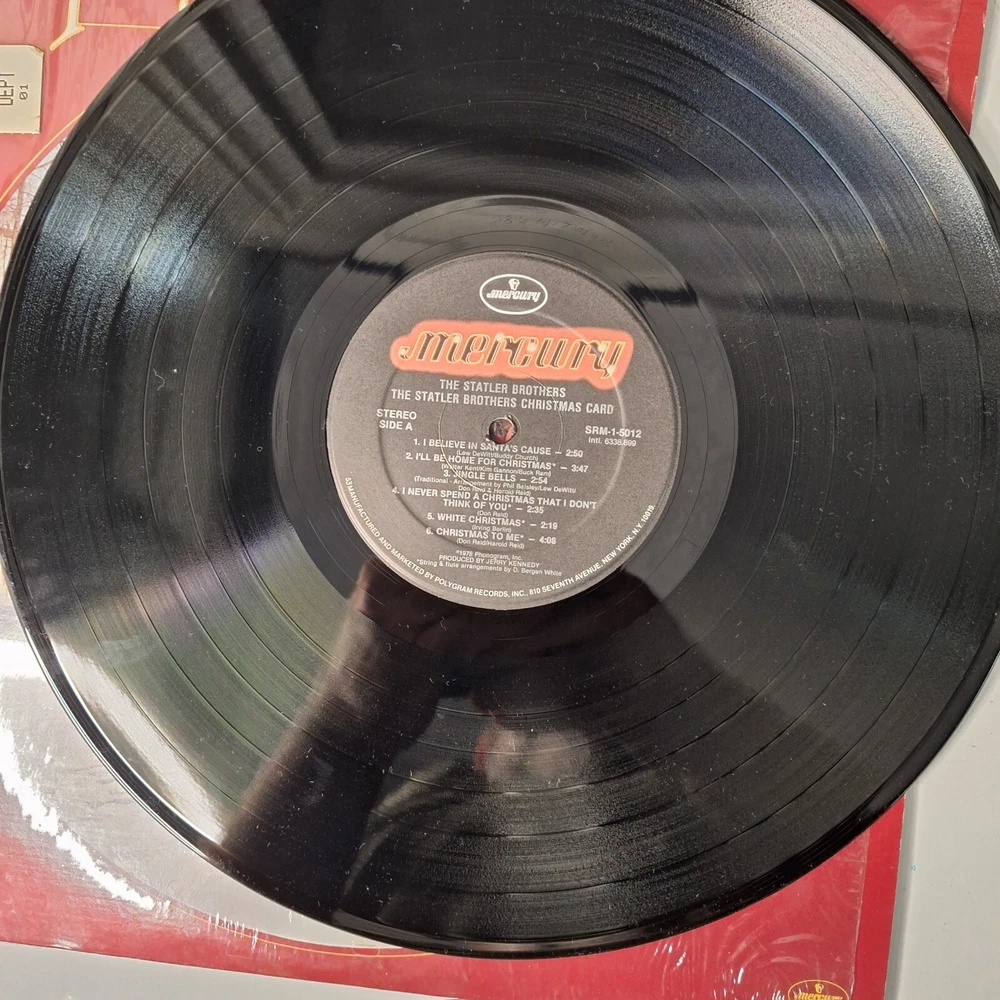 DEPT
01
mercury
mercury
THE STATLER BROTHERS
THE STATLER BROTHERS CHRISTMAS CARD
STEREO
SIDE A
SRM-1-5012
Intl. 6338.899
1. I BELIEVE IN SANTA'S CAUSE – 2:50
(Lew DeWitt/Buddy Church)
2. I'LL BE HOME FOR CHRISTMAS* – 3:47
(Walter Kent/Kim Gannon/Buck Ram)
3. JINGLE BELLS – 2:54
(Traditional - Arrangement by Phil Balsley/Lew DeWitt/
Don Reid & Harold Reid)
4. I NEVER SPEND A CHRISTMAS THAT I DON'T
THINK OF YOU* – 2:35
(Don Reid)
5. WHITE CHRISTMAS* – 2:19
(Irving Berlin)
6. CHRISTMAS TO ME* – 4:08
(Don Reid/Harold Reid)
℗1978 Phonogram, Inc.
PRODUCED BY JERRY KENNEDY
*String & flute arrangements by D. Bergen White
53 MANUFACTURED AND MARKETED BY POLYGRAM RECORDS, INC., 810 SEVENTH AVENUE, NEW YORK, N.Y. 10019.
mercury